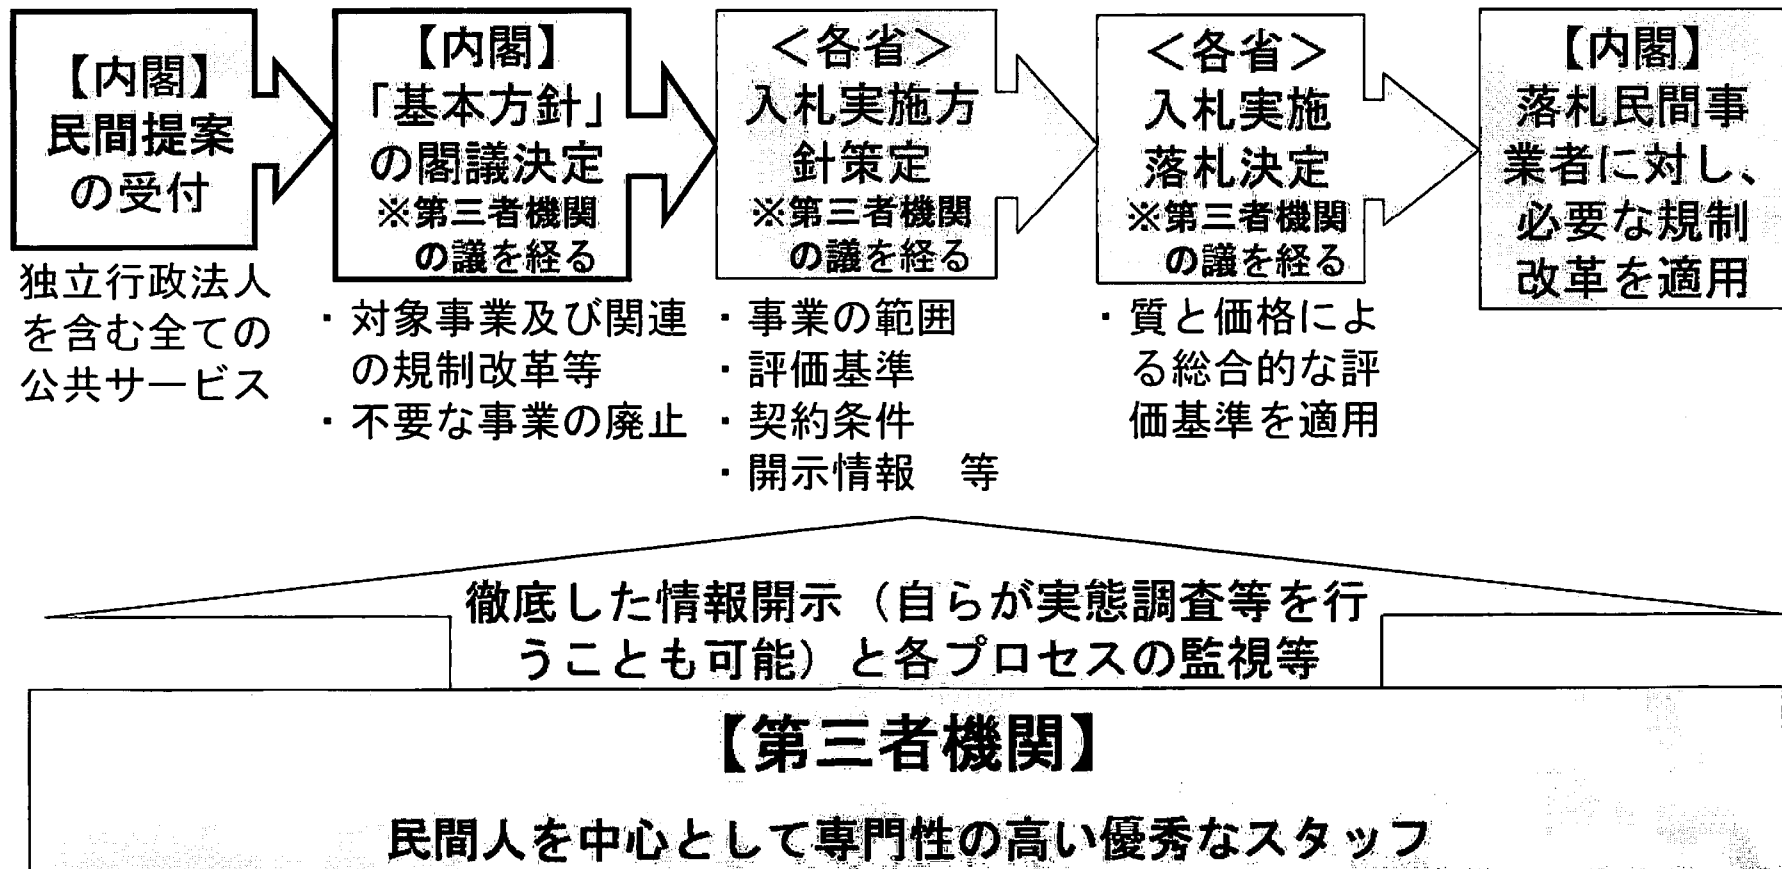 【内閣】
民間提案
の受付
独立行政法人
を含む全ての
公共サービス
【内閣】
「基本方針」
の閣議決定
※第三者機関
の議を経る
・対象事業及び関連
の規制改革等
・不要な事業の廃止
＜各省＞
入札実施方
針策定
※第三者機関
の議を経る
・事業の範囲
・評価基準
・契約条件
・開示情報　等
＜各省＞
入札実施
落札決定
※第三者機関
の議を経る
・質と価格によ
る総合的な評
価基準を適用
【内閣】
落札民間事
業者に対し、
必要な規制
改革を適用
徹底した情報開示（自らが実態調査等を行
うことも可能）と各プロセスの監視等
【第三者機関】
民間人を中心として専門性の高い優秀なスタッフ